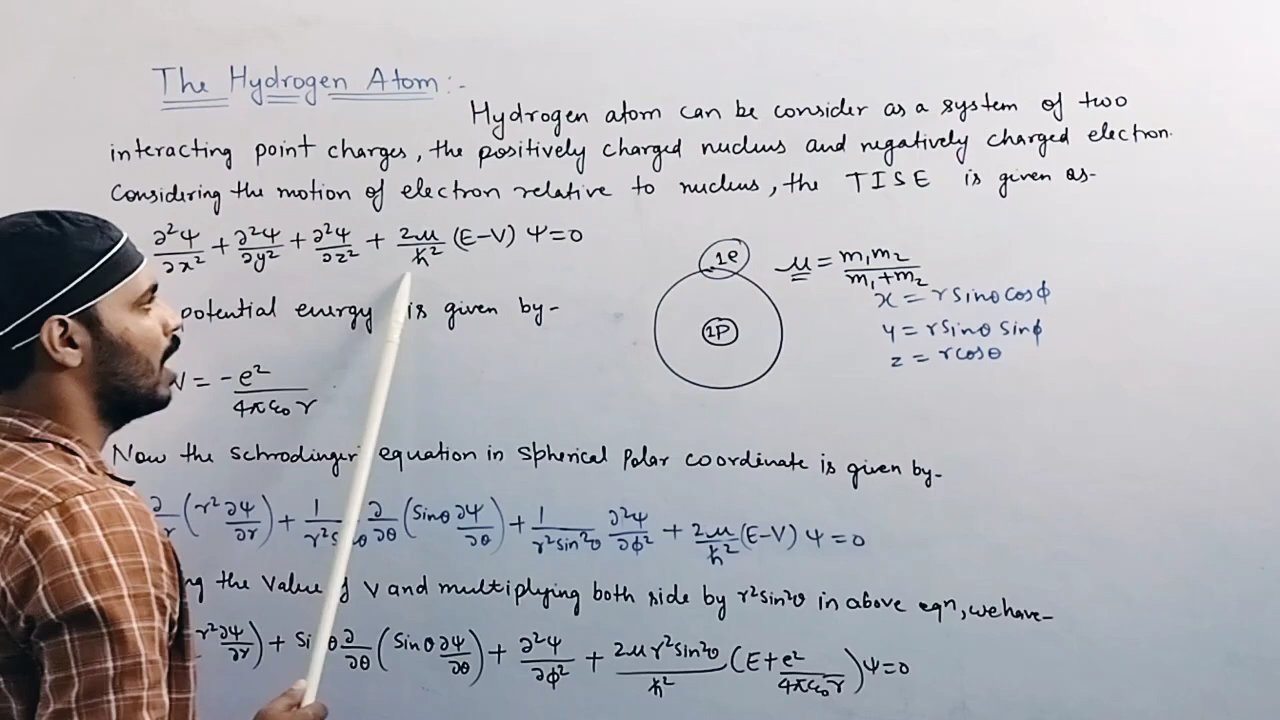 The Hydrogen Atom:-
Hydrogen atom can be consider as a system of two
interacting point charges, the positively charged nucleus and negatively charged electron.
Considering the motion of electron relative to nucleus, the TISE is given as-
∂²Ψ/∂x² + ∂²Ψ/∂y² + ∂²Ψ/∂z² + 2μ/ħ² (E-V) Ψ=0
1e
1P
μ = m₁m₂/m₁+m₂
x = r sinθ cosϕ
y = r sinθ sinϕ
z = r cosθ
potential energy is given by-
V = -e²/4πε₀r
Now the schrodinger equation in spherical polar coordinate is given by-
(r²∂Ψ/∂r) + 1/r²sinθ ∂/∂θ (sinθ ∂Ψ/∂θ) + 1/r²sin²θ ∂²Ψ/∂ϕ² + 2μ/ħ² (E-V) Ψ=0
the value of V and multiplying both side by r²sin²θ in above eqn, we have-
(r²∂Ψ/∂r) + Sinθ ∂/∂θ (Sinθ ∂Ψ/∂θ) + ∂²Ψ/∂ϕ² + 2μr²sin²θ/ħ² (E+e²/4πε₀r)Ψ=0